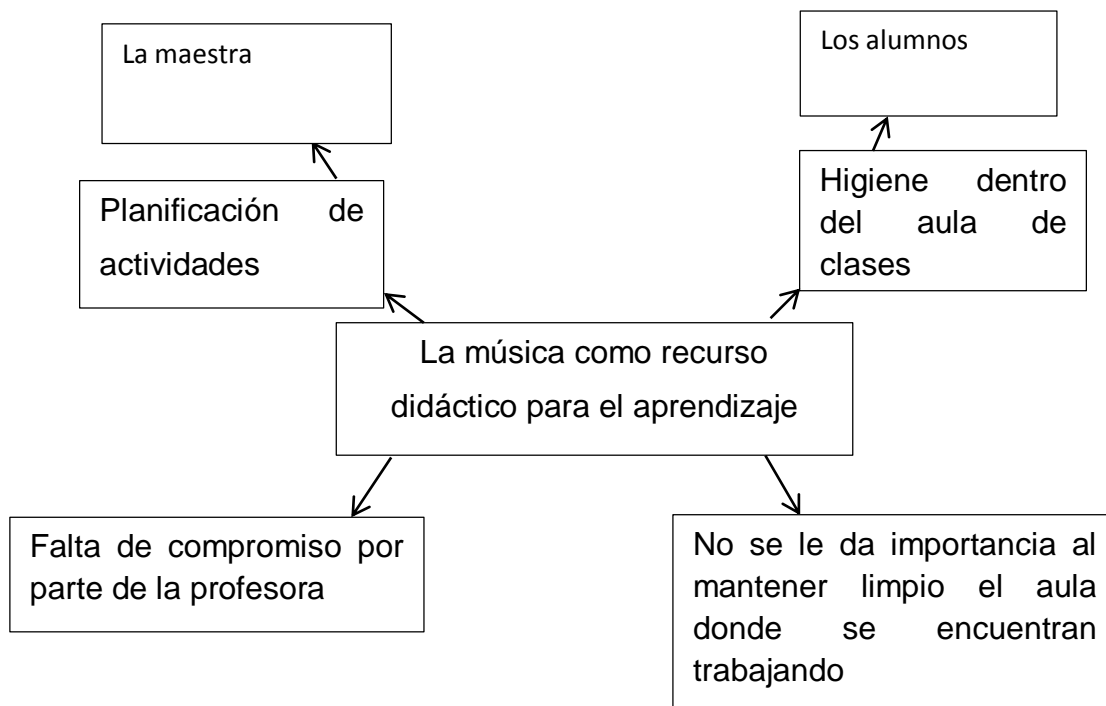 La maestra
Los alumnos
Planificación de
actividades
Higiene dentro
del aula de
clases
La música como recurso
didáctico para el aprendizaje
Falta de compromiso por
parte de la profesora
No se le da importancia al
mantener limpio el aula
donde se encuentran
trabajando